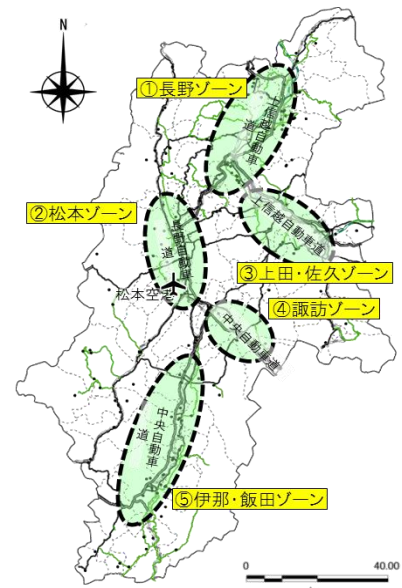 N
①長野ゾーン
上信越自動車道
②松本ゾーン
長野自動車道
上信越自動車道
松本空港
③上田・佐久ゾーン
④諏訪ゾーン
中央自動車道
中央自動車道
⑤伊那・飯田ゾーン
0 40.00